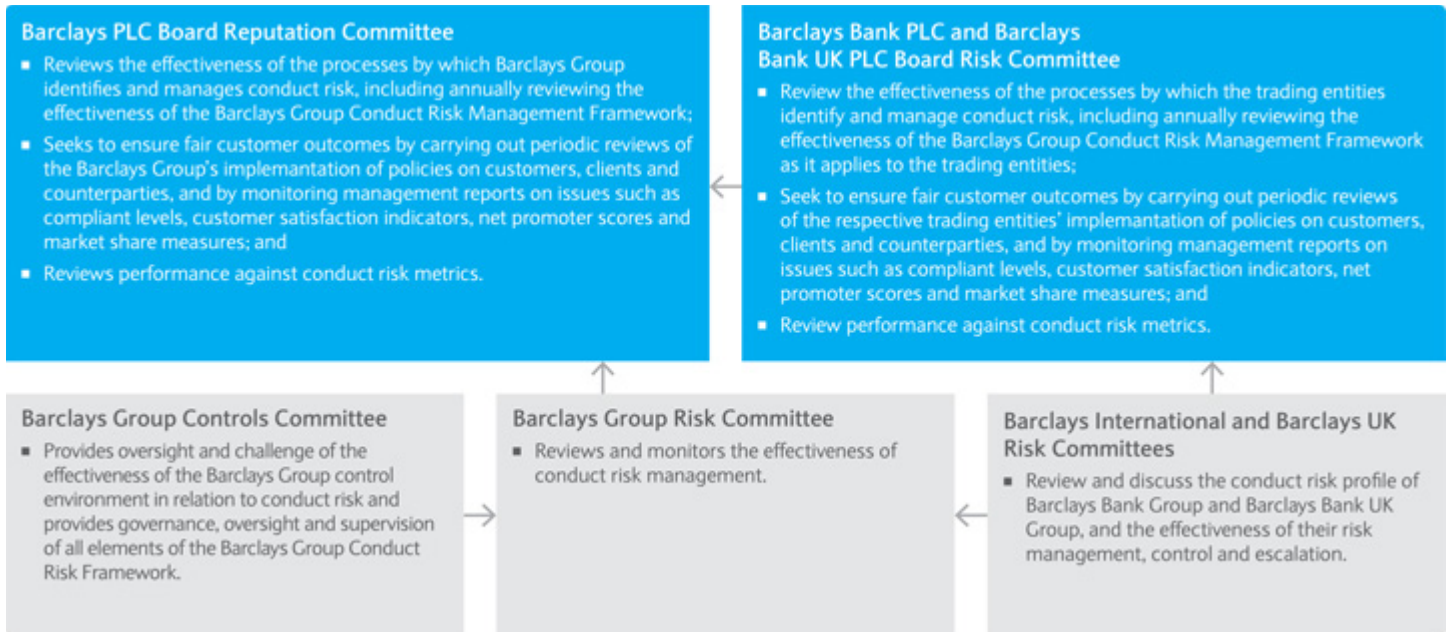 Barclays PLC Board Reputation Committee
▪ Reviews the effectiveness of the processes by which Barclays Group
identifies and manages conduct risk, including annually reviewing the
effectiveness of the Barclays Group Conduct Risk Management Framework;
▪ Seeks to ensure fair customer outcomes by carrying out periodic reviews of
the Barclays Group's implemantation of policies on customers, clients and
counterparties, and by monitoring management reports on issues such as
compliant levels, customer satisfaction indicators, net promoter scores and
market share measures; and
▪ Reviews performance against conduct risk metrics.
Barclays Bank PLC and Barclays
Bank UK PLC Board Risk Committee
▪ Review the effectiveness of the processes by which the trading entities
identify and manage conduct risk, including annually reviewing the
effectiveness of the Barclays Group Conduct Risk Management Framework
as it applies to the trading entities;
▪ Seek to ensure fair customer outcomes by carrying out periodic reviews
of the respective trading entities' implemantation of policies on customers,
clients and counterparties, and by monitoring management reports on
issues such as compliant levels, customer satisfaction indicators, net
promoter scores and market share measures; and
▪ Review performance against conduct risk metrics.
Barclays Group Controls Committee
▪ Provides oversight and challenge of the
effectiveness of the Barclays Group control
environment in relation to conduct risk and
provides governance, oversight and supervision
of all elements of the Barclays Group Conduct
Risk Framework.
Barclays Group Risk Committee
▪ Reviews and monitors the effectiveness of
conduct risk management.
Barclays International and Barclays UK
Risk Committees
▪ Review and discuss the conduct risk profile of
Barclays Bank Group and Barclays Bank UK
Group, and the effectiveness of their risk
management, control and escalation.